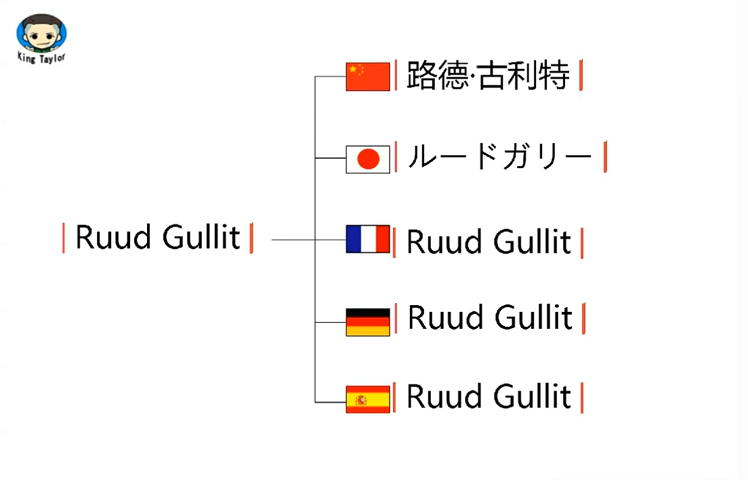 King Taylor
路德·古利特
ルードガリー
Ruud Gullit
Ruud Gullit
Ruud Gullit
Ruud Gullit